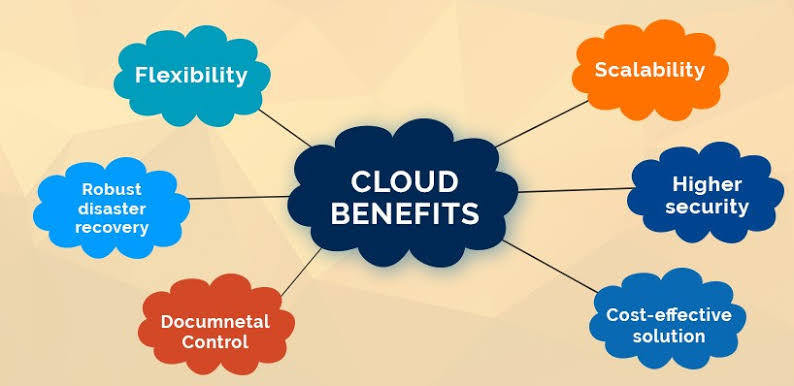 Flexibility
Scalability
CLOUD
BENEFITS
Robust
disaster
recovery
Higher
security
Documnetal
Control
Cost-effective
solution